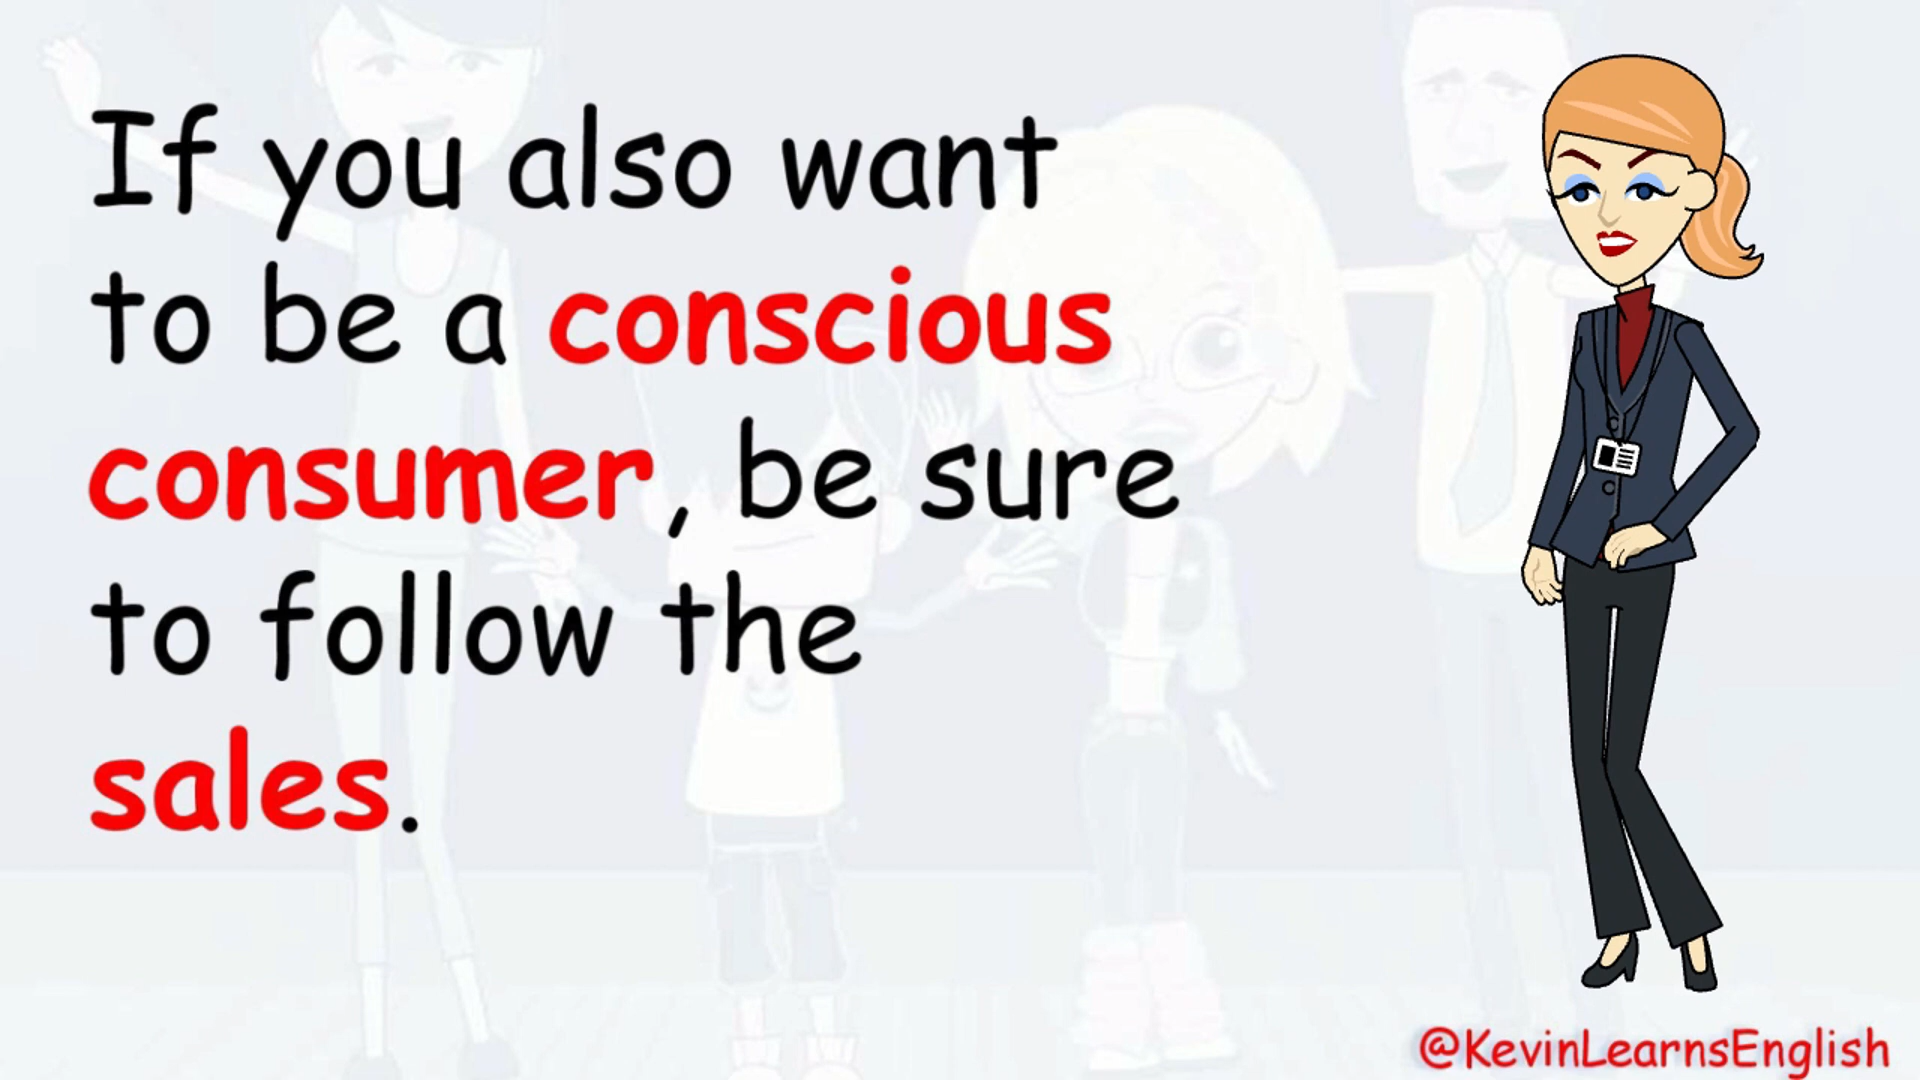 If you also want
to be a conscious
consumer, be sure
to follow the
sales.
@KevinLearnsEnglish